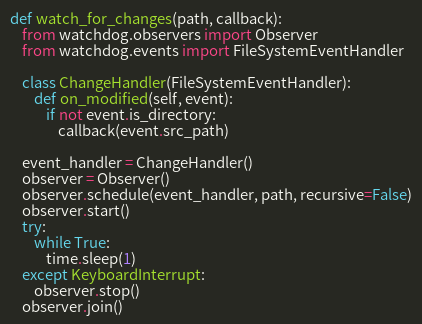 def watch_for_changes(path, callback):
    from watchdog.observers import Observer
    from watchdog.events import FileSystemEventHandler

    class ChangeHandler(FileSystemEventHandler):
        def on_modified(self, event):
            if not event.is_directory:
                callback(event.src_path)

    event_handler = ChangeHandler()
    observer = Observer()
    observer.schedule(event_handler, path, recursive=False)
    observer.start()
    try:
        while True:
            time.sleep(1)
    except KeyboardInterrupt:
        observer.stop()
    observer.join()